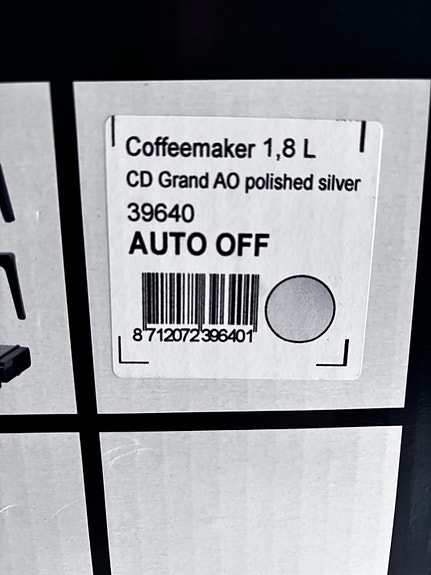 Coffeemaker 1,8 L
CD Grand AO polished silver
39640
AUTO OFF
8 712072 396401